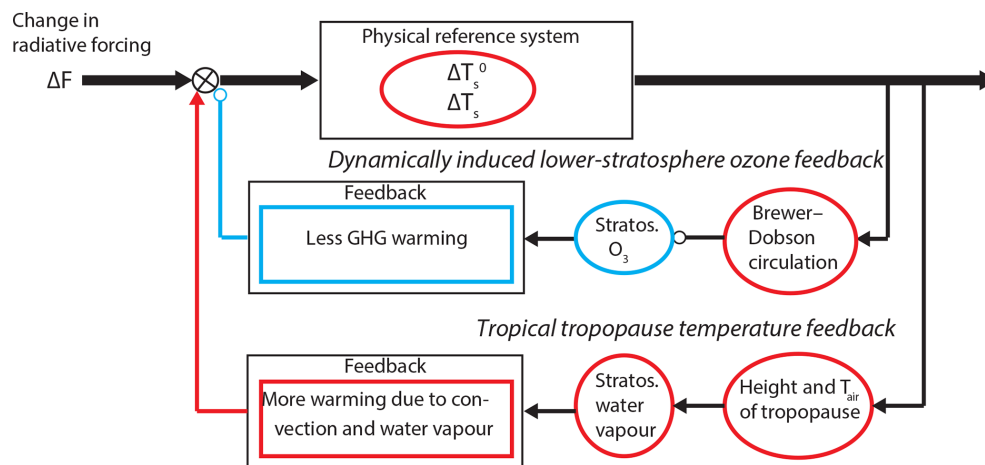 Change in
radiative forcing
ΔF
Physical reference system
ΔTs0
ΔTs
Dynamically induced lower-stratosphere ozone feedback
Feedback
Less GHG warming
Stratos.
O3
Brewer–
Dobson
circulation
Tropical tropopause temperature feedback
Feedback
More warming due to con-
vection and water vapour
Stratos.
water
vapour
Height and Tair
of tropopause